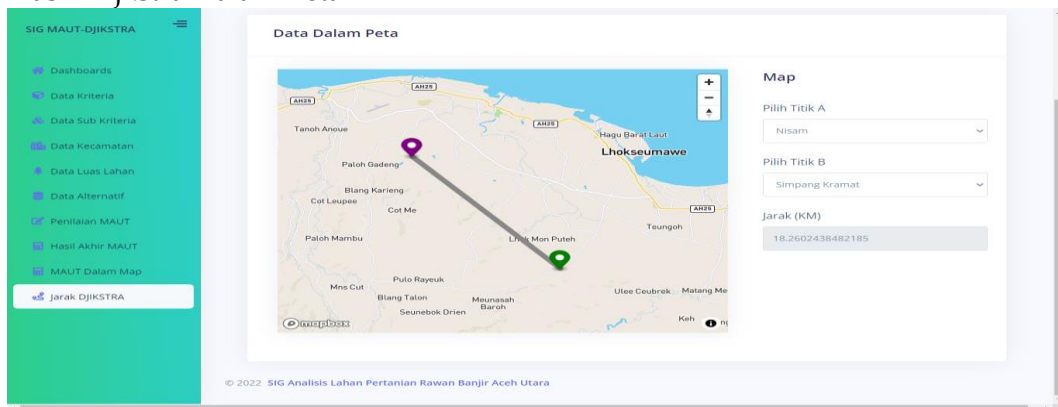 SIG MAUT-DJIKSTRA
Dashboards
Data Kriteria
Data Sub Kriteria
Data Kecamatan
Data Luas Lahan
Data Alternatif
Penilaian MAUT
Hasil Akhir MAUT
MAUT Dalam Map
Jarak DJIKSTRA
Data Dalam Peta
AH25
AH25
AH25
Tanoh Anoue
Hagu Barat Laut
Lhokseumawe
Paloh Gadeng
Blang Karieng
Cot Leupee
Cot Me
AH25
Teungoh
Paloh Mambu
Mon Puteh
Pulo Rayeuk
Mns Cut
Blang Talon
Meunasah
Baroh
Ulee Ceubrek
Matang Me
Seunebok Drien
Keh
mapbox
Map
Pilih Titik A
Nisam
Pilih Titik B
Simpang Kramat
Jarak (KM)
18.2602438482185
© 2022 SIG Analisis Lahan Pertanian Rawan Banjir Aceh Utara